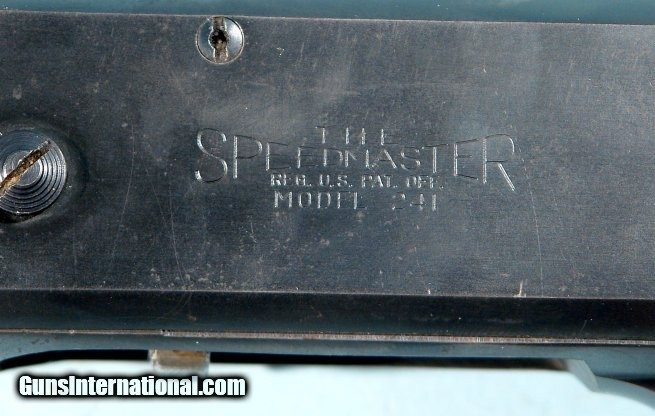 THE
SPEEDMASTER
REG. U.S. PAT. OFF.
MODEL 241
GunsInternational.com